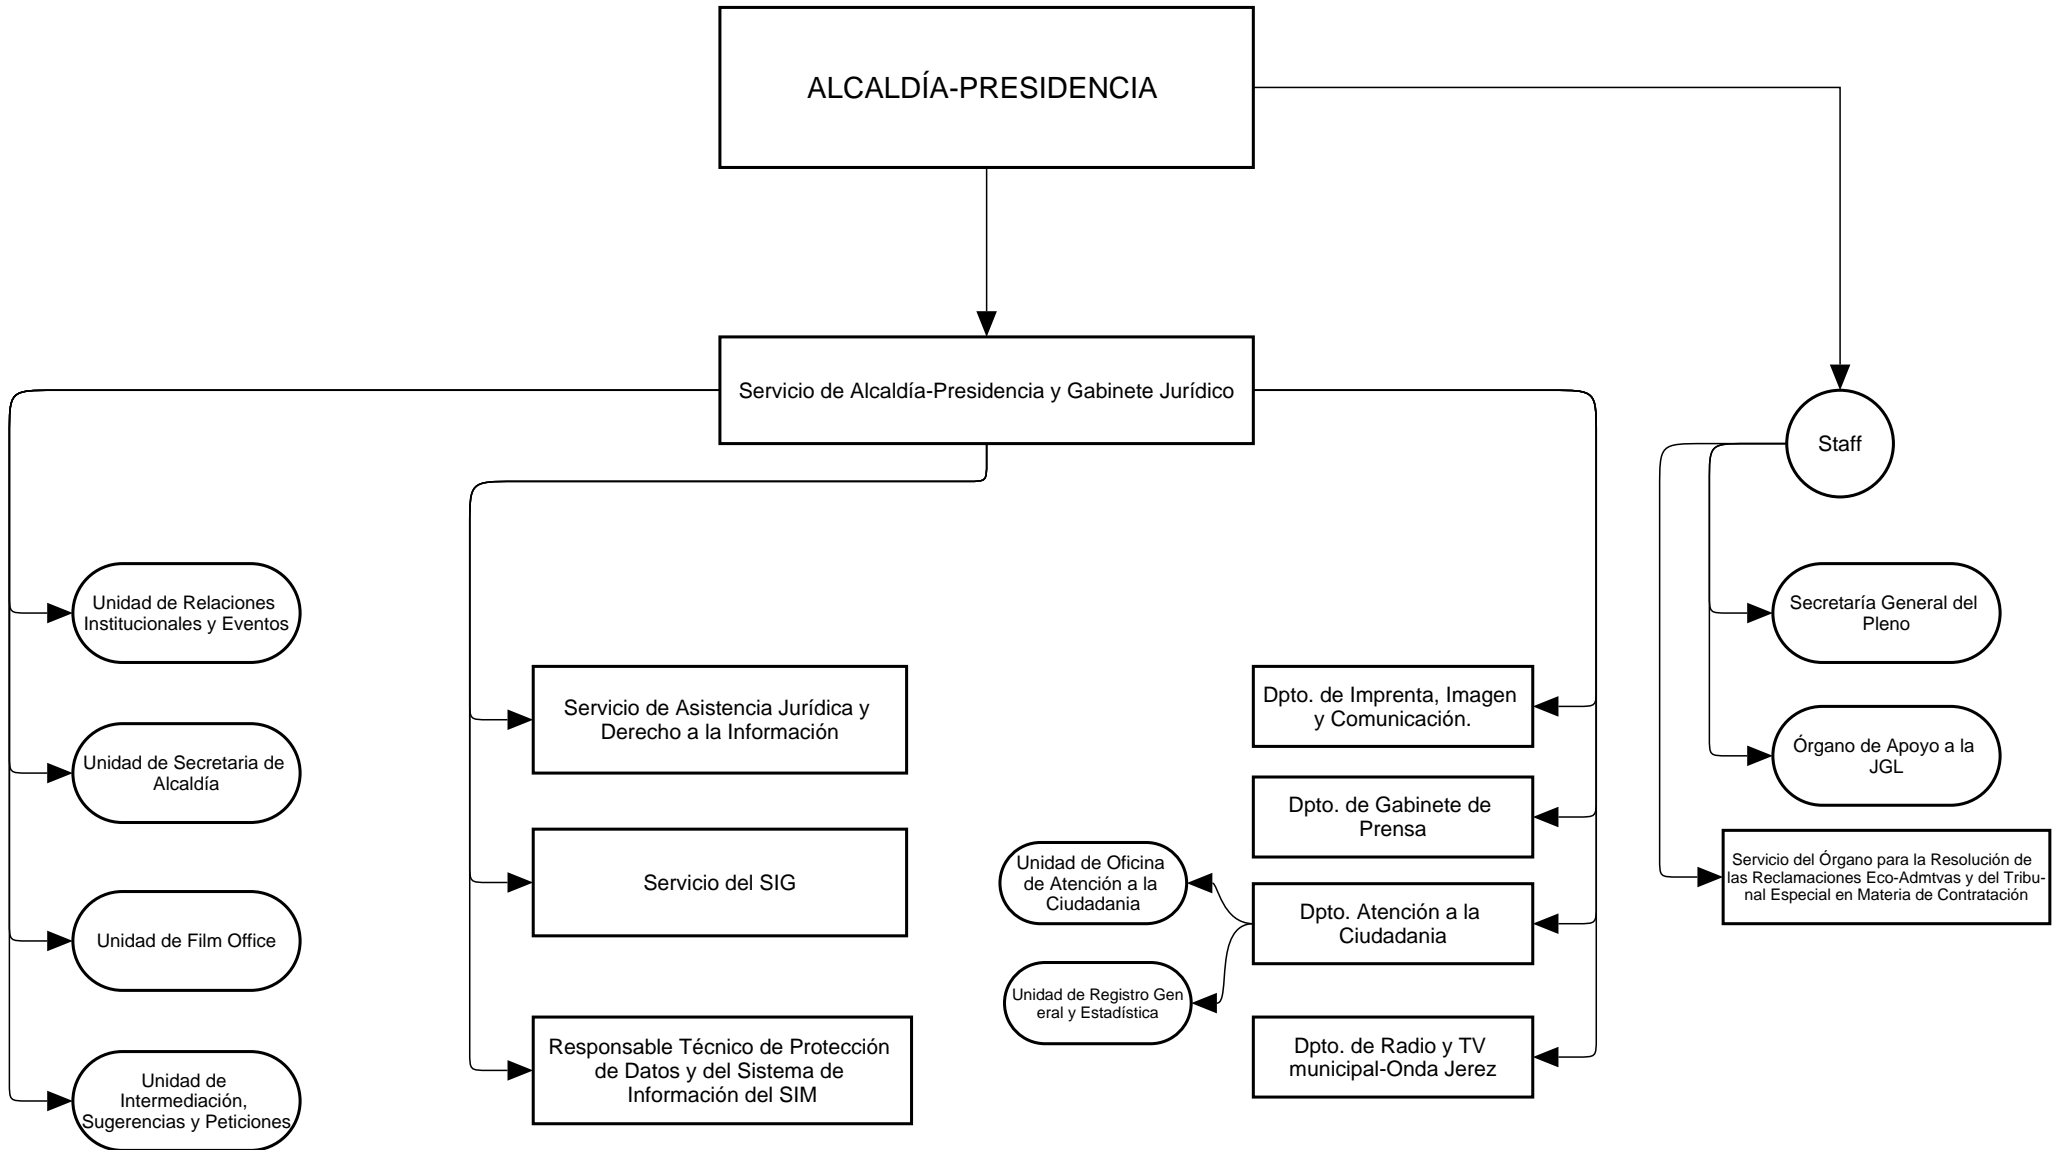 ALCALDÍA-PRESIDENCIA
Servicio de Alcaldía-Presidencia y Gabinete Jurídico
Staff
Unidad de Relaciones
Institucionales y Eventos
Unidad de Secretaria de
Alcaldía
Unidad de Film Office
Unidad de
Intermediación,
Sugerencias y Peticiones
Servicio de Asistencia Jurídica y
Derecho a la Información
Servicio del SIG
Responsable Técnico de Protección
de Datos y del Sistema de
Información del SIM
Unidad de Oficina
de Atención a la
Ciudadania
Unidad de Registro Gen
eral y Estadística
Dpto. de Imprenta, Imagen
y Comunicación.
Dpto. de Gabinete de
Prensa
Dpto. Atención a la
Ciudadania
Dpto. de Radio y TV
municipal-Onda Jerez
Secretaría General del
Pleno
Órgano de Apoyo a la
JGL
Servicio del Órgano para la Resolución de
las Reclamaciones Eco-Admtvas y del Tribu-
nal Especial en Materia de Contratación